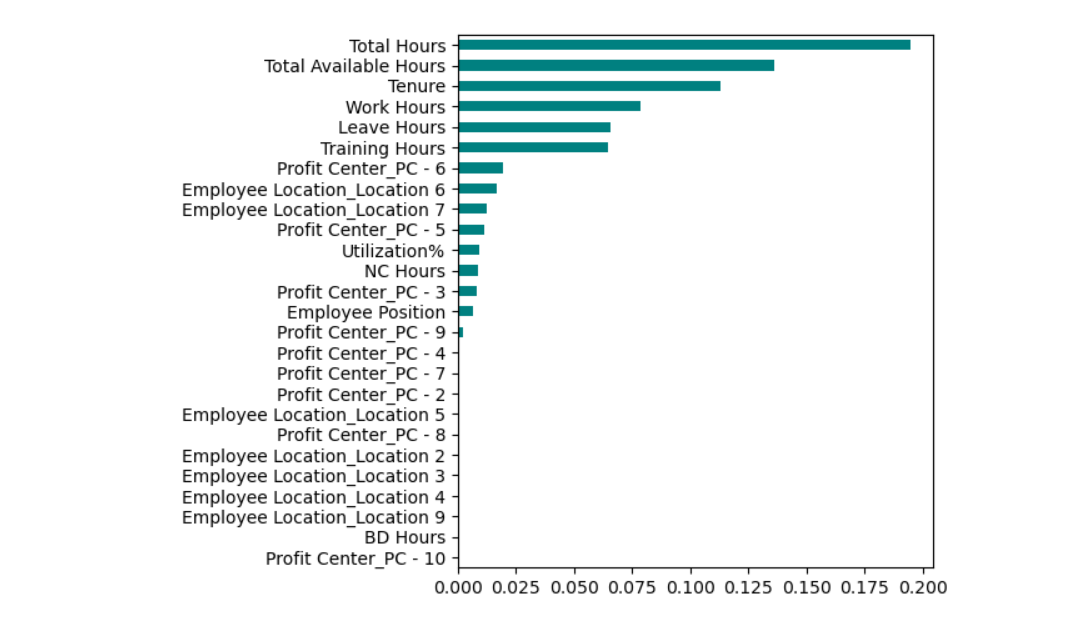 Total Hours
Total Available Hours
Tenure
Work Hours
Leave Hours
Training Hours
Profit Center_PC - 6
Employee Location_Location 6
Employee Location_Location 7
Profit Center_PC - 5
Utilization%
NC Hours
Profit Center_PC - 3
Employee Position
Profit Center_PC - 9
Profit Center_PC - 4
Profit Center_PC - 7
Profit Center_PC - 2
Employee Location_Location 5
Profit Center_PC - 8
Employee Location_Location 2
Employee Location_Location 3
Employee Location_Location 4
Employee Location_Location 9
BD Hours
Profit Center_PC - 10
0.000 0.025 0.050 0.075 0.100 0.125 0.150 0.175 0.200